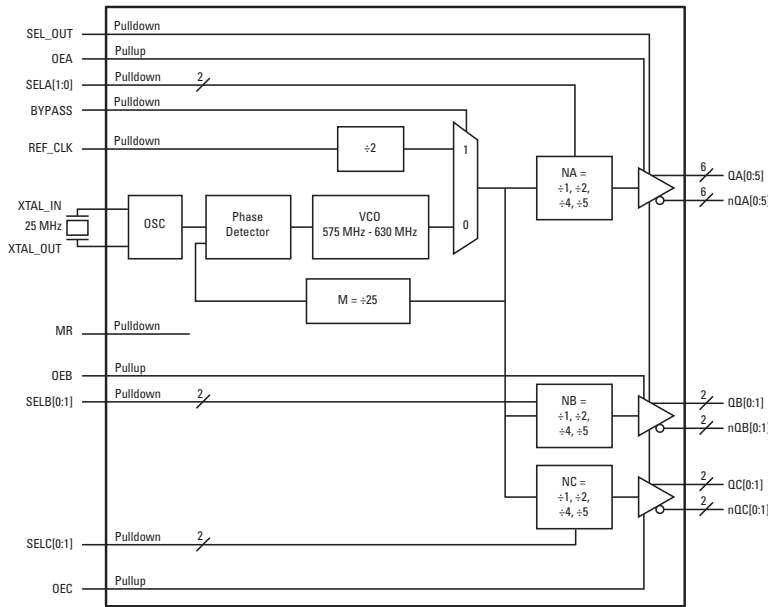 SEL_OUT Pulldown
OEA Pullup
SELA[1:0] Pulldown 2
BYPASS Pulldown
REF_CLK Pulldown
÷2
1
0
NA =
÷1, ÷2,
÷4, ÷5
6 QA[0:5]
6 nQA[0:5]
XTAL_IN
25 MHz
XTAL_OUT
OSC
Phase
Detector
VCO
575 MHz - 630 MHz
M = ÷25
MR Pulldown
OEB Pullup
SELB[0:1] Pulldown 2
NB =
÷1, ÷2,
÷4, ÷5
2 QB[0:1]
2 nQB[0:1]
NC =
÷1, ÷2,
÷4, ÷5
2 QC[0:1]
2 nQC[0:1]
SELC[0:1] Pulldown 2
OEC Pullup